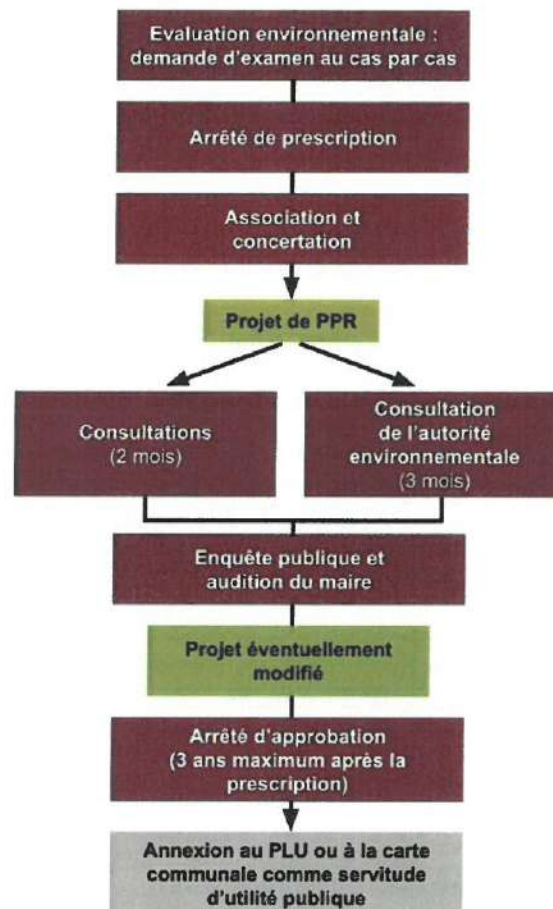 Evaluation environnementale :
demande d'examen au cas par cas
Arrêté de prescription
Association et
concertation
Projet de PPR
Consultations
(2 mois)
Consultation
de l'autorité
environnementale
(3 mois)
Enquête publique et
audition du maire
Projet éventuellement
modifié
Arrêté d'approbation
(3 ans maximum après la
prescription)
Annexion au PLU ou à la carte
communale comme servitude
d'utilité publique